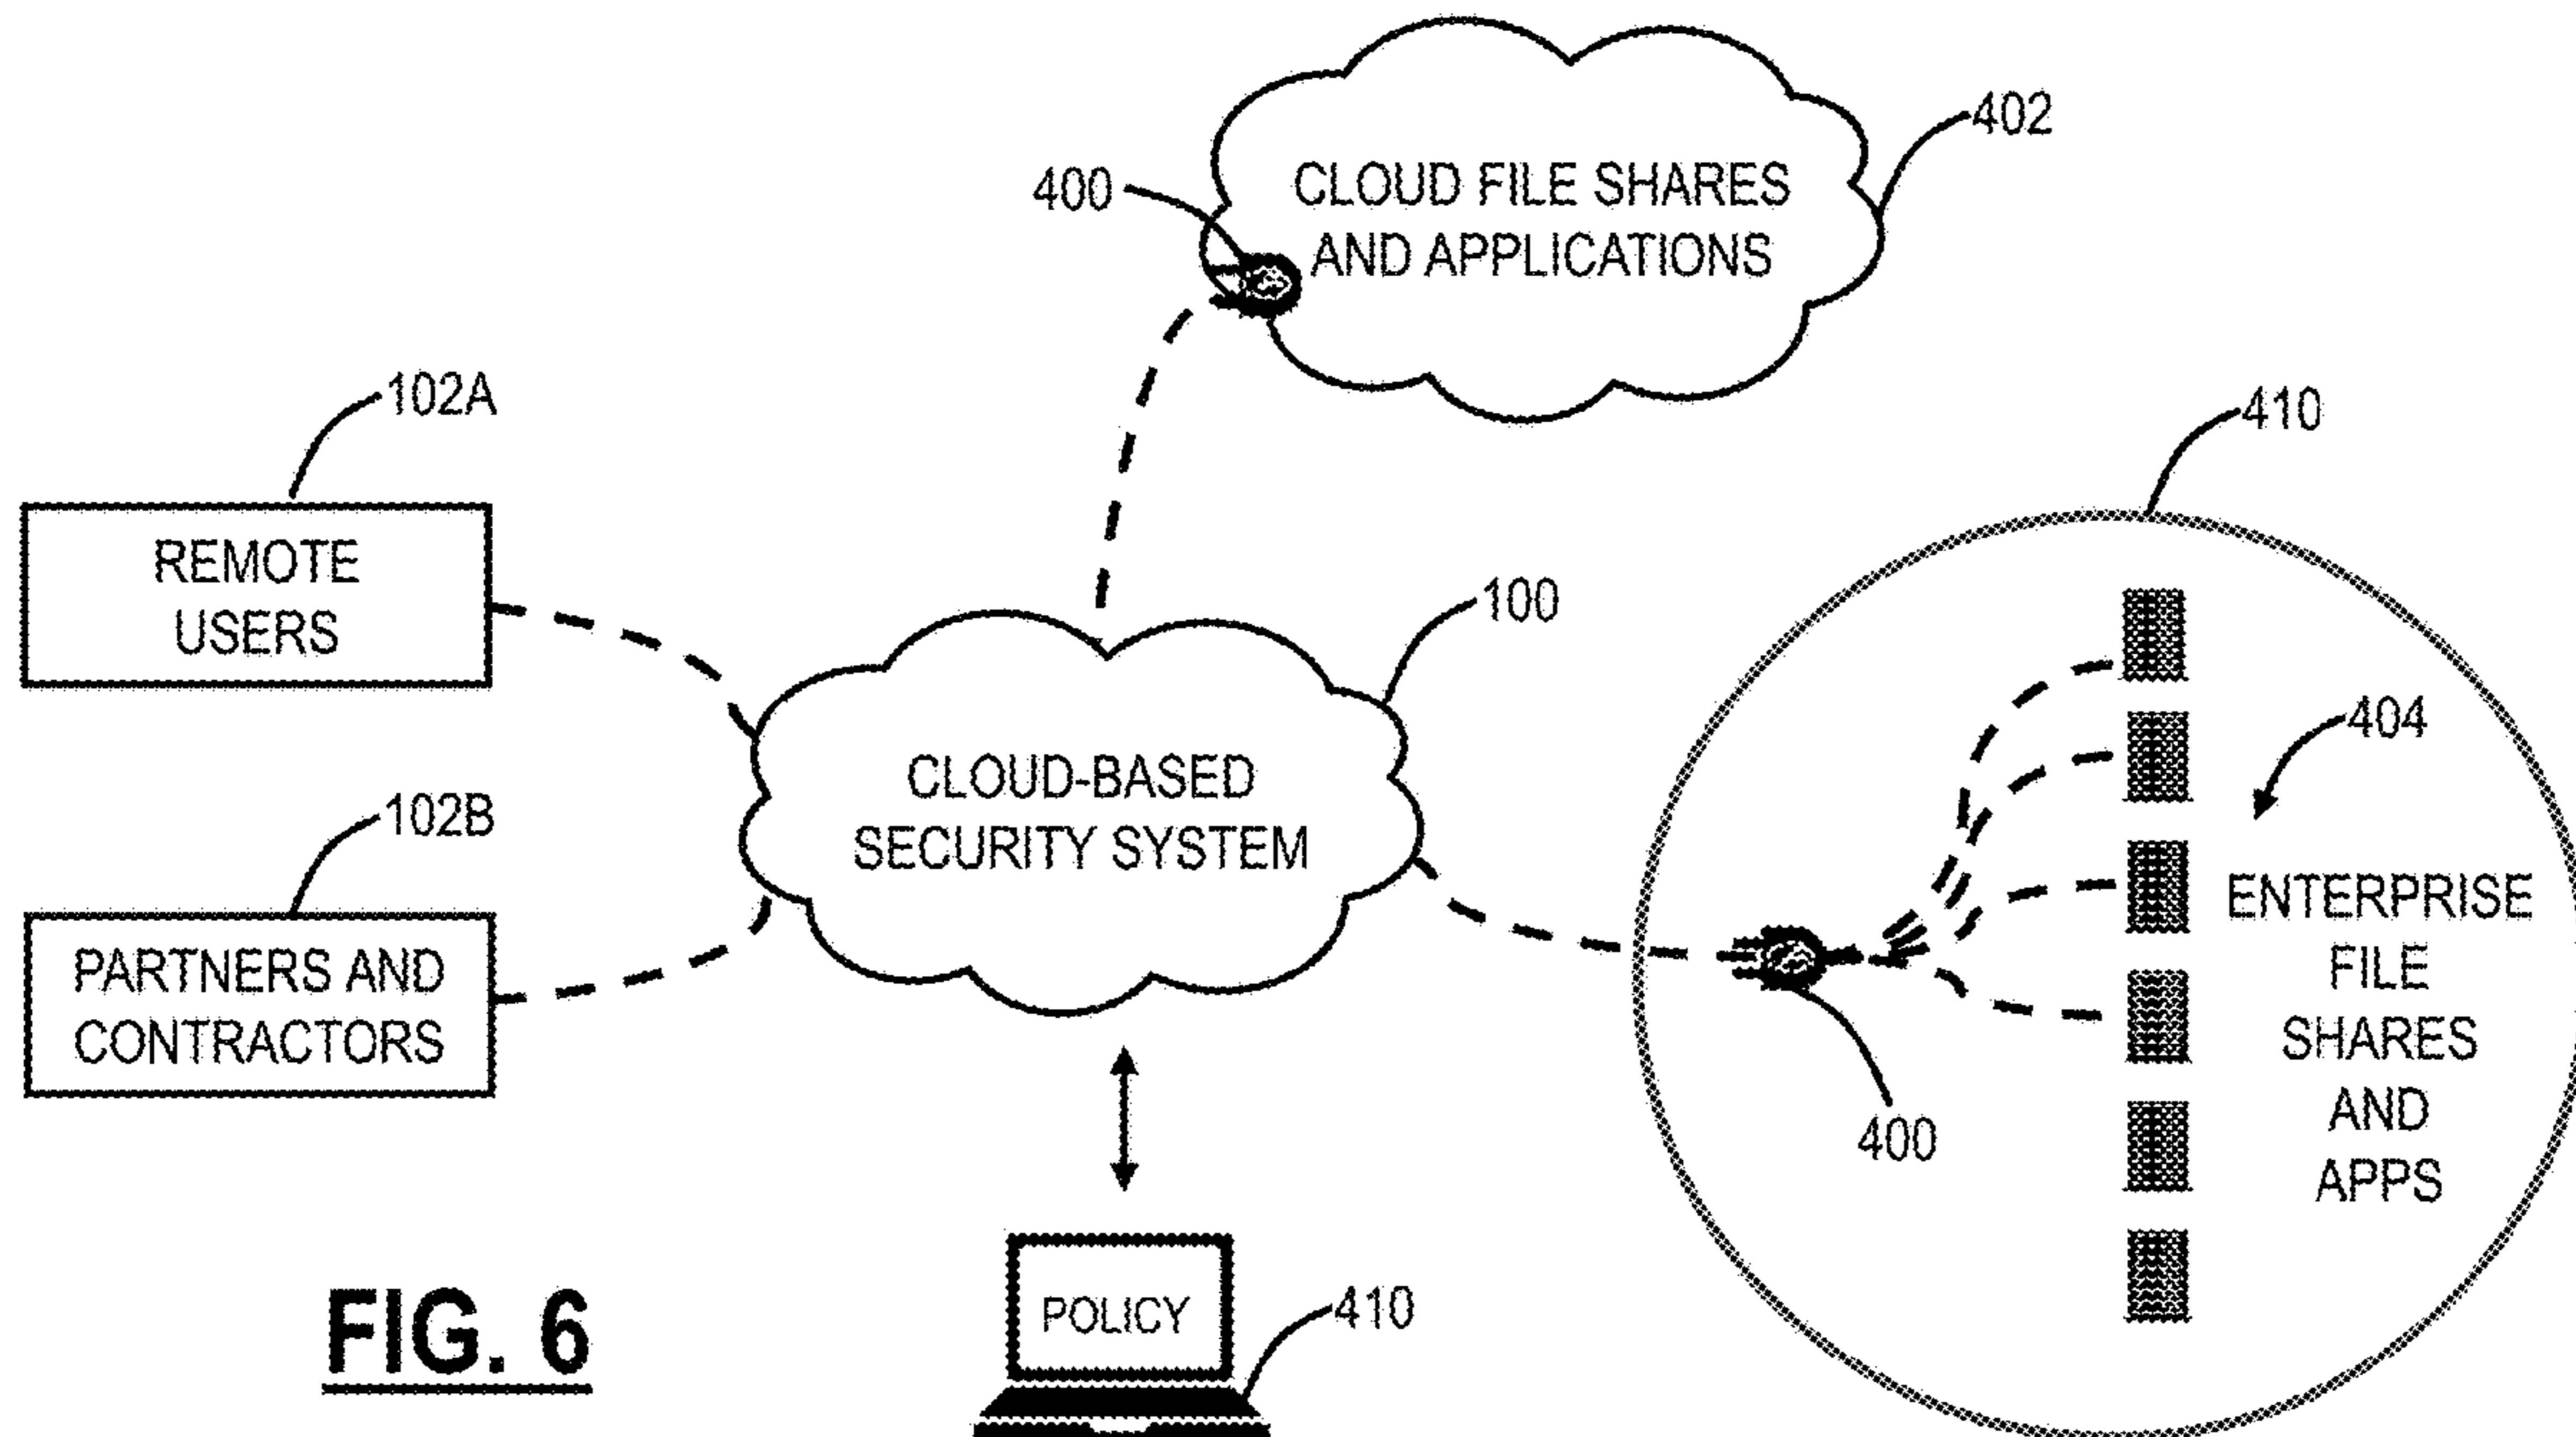 402
400
CLOUD FILE SHARES
AND APPLICATIONS
102A
410
REMOTE
USERS
100
404
CLOUD-BASED
SECURITY SYSTEM
102B
ENTERPRISE
FILE
SHARES
AND
APPS
PARTNERS AND
CONTRACTORS
400
POLICY
410
FIG. 6